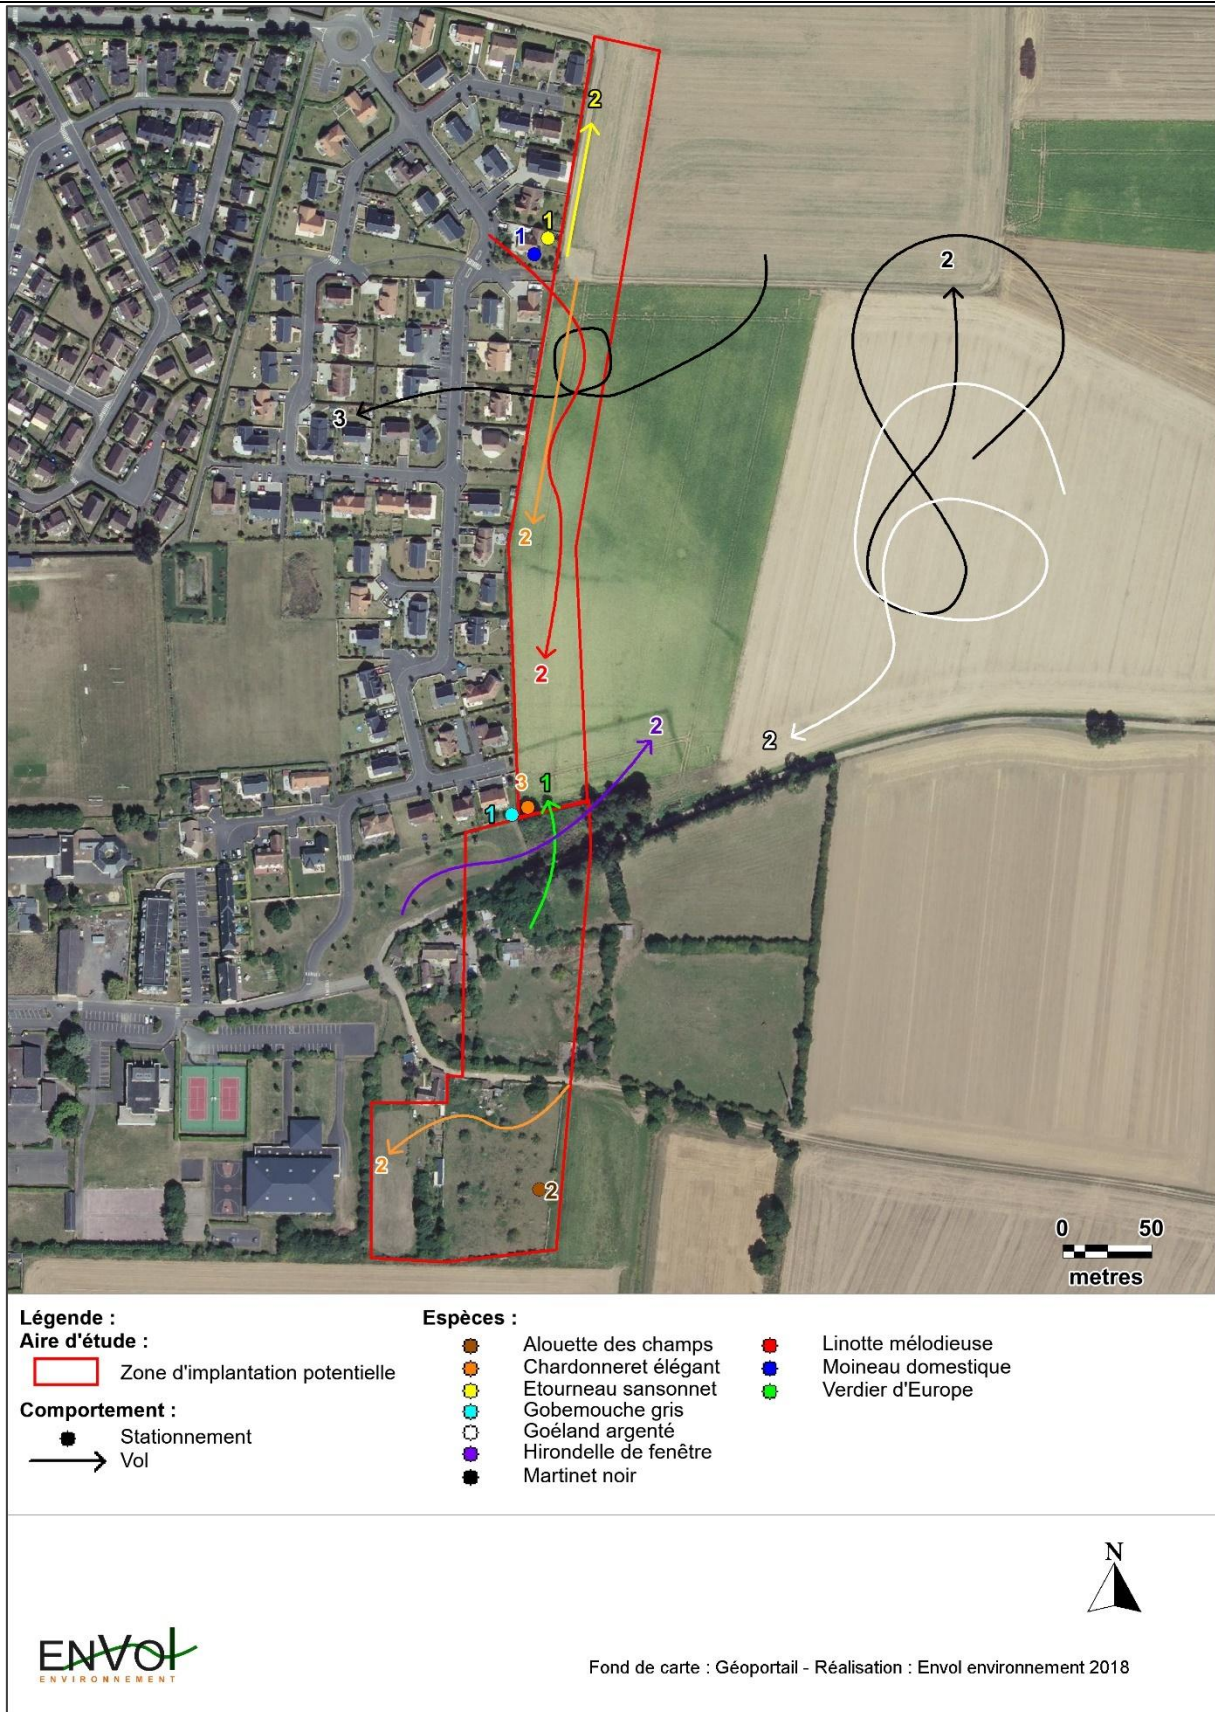 2
1
1
2
3
2
2
2
2
3
1
1
2
2
0 50
metres
Légende :
Aire d'étude :
Zone d'implantation potentielle
Comportement :
Stationnement
Vol
Espèces :
Alouette des champs
Chardonneret élégant
Etourneau sansonnet
Gobemouche gris
Goéland argenté
Hirondelle de fenêtre
Martinet noir
Linotte mélodieuse
Moineau domestique
Verdier d'Europe
N
ENVOl
ENVIRONNEMENT
Fond de carte : Géoportail - Réalisation : Envol environnement 2018